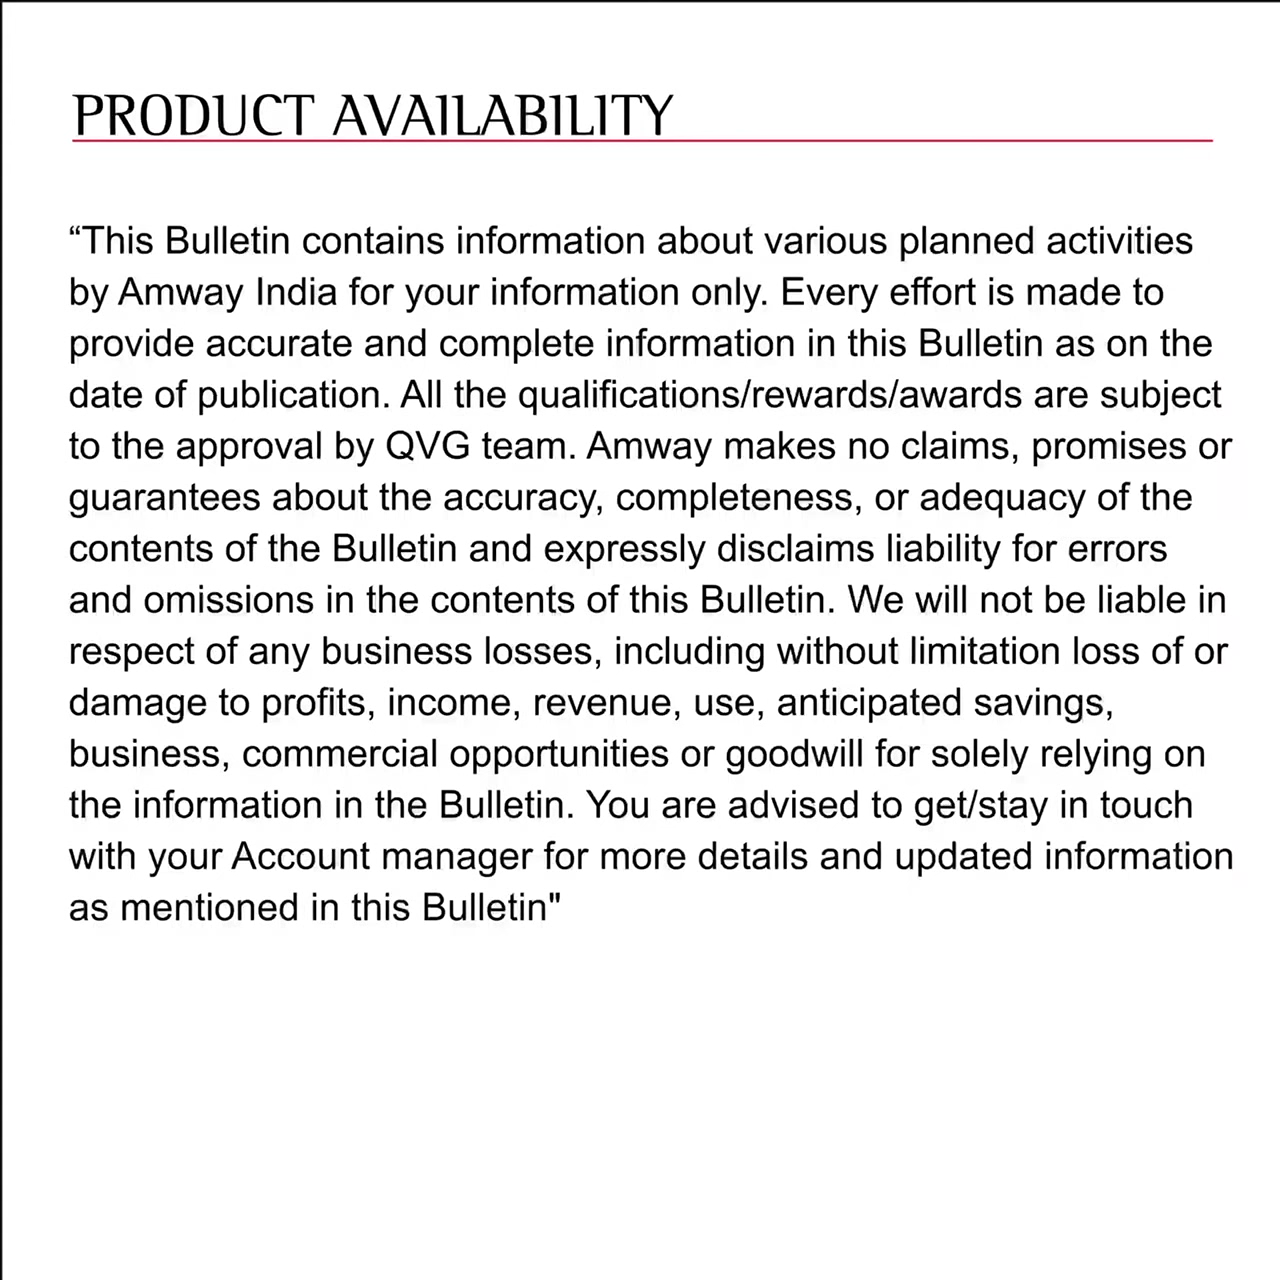 PRODUCT AVAILABILITY
“This Bulletin contains information about various planned activities
by Amway India for your information only. Every effort is made to
provide accurate and complete information in this Bulletin as on the
date of publication. All the qualifications/rewards/awards are subject
to the approval by QVG team. Amway makes no claims, promises or
guarantees about the accuracy, completeness, or adequacy of the
contents of the Bulletin and expressly disclaims liability for errors
and omissions in the contents of this Bulletin. We will not be liable in
respect of any business losses, including without limitation loss of or
damage to profits, income, revenue, use, anticipated savings,
business, commercial opportunities or goodwill for solely relying on
the information in the Bulletin. You are advised to get/stay in touch
with your Account manager for more details and updated information
as mentioned in this Bulletin"